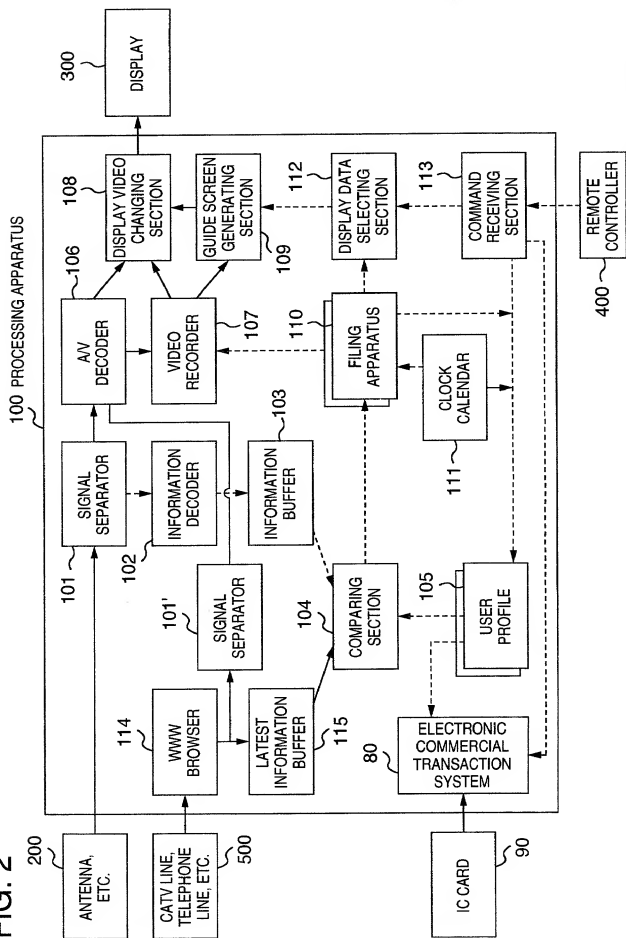 FIG. 2
100 PROCESSING APPARATUS
200
ANTENNA,
ETC.
101
SIGNAL
SEPARATOR
106
A/V
DECODER
108
DISPLAY VIDEO
CHANGING
SECTION
300
DISPLAY
102
INFORMATION
DECODER
107
VIDEO
RECORDER
109
GUIDE SCREEN
GENERATING
SECTION
500
CATV LINE,
TELEPHONE
LINE, ETC.
114
WWW
BROWSER
101'
SIGNAL
SEPARATOR
103
INFORMATION
BUFFER
115
LATEST
INFORMATION
BUFFER
104
COMPARING
SECTION
110
FILING
APPARATUS
112
DISPLAY DATA
SELECTING
SECTION
111
CLOCK
CALENDAR
113
COMMAND
RECEIVING
SECTION
90
IC CARD
80
ELECTRONIC
COMMERCIAL
TRANSACTION
SYSTEM
105
USER
PROFILE
400
REMOTE
CONTROLLER